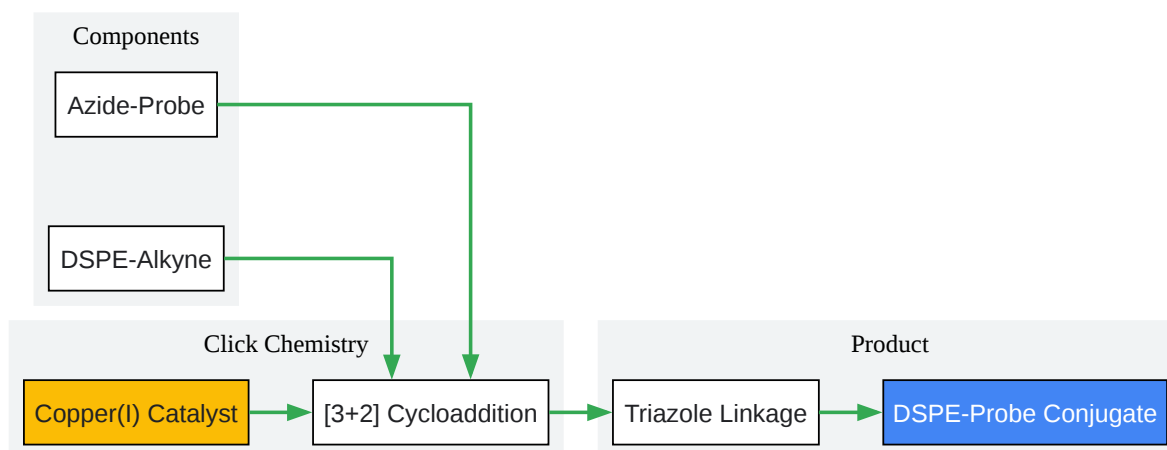 Components
Azide-Probe
DSPE-Alkyne
Click Chemistry
Copper(I) Catalyst
[3+2] Cycloaddition
Product
Triazole Linkage
DSPE-Probe Conjugate